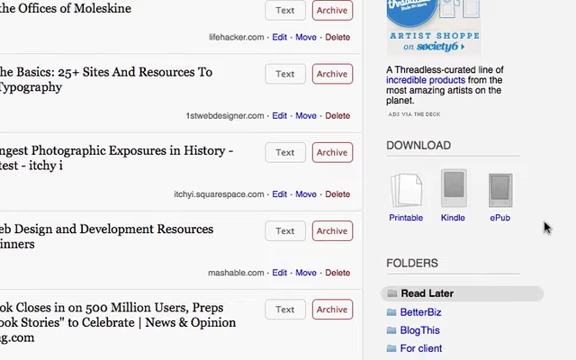 the Offices of Moleskine
Text
Archive
lifehacker.com · Edit · Move · Delete
he Basics: 25+ Sites And Resources To
Typography
Text
Archive
1stwebdesigner.com · Edit · Move · Delete
ngest Photographic Exposures in History -
test - itchy i
Text
Archive
itchyi.squarespace.com · Edit · Move · Delete
eb Design and Development Resources
inners
Text
Archive
mashable.com · Edit · Move · Delete
ook Closes in on 500 Million Users, Preps
ook Stories" to Celebrate | News & Opinion
g.com
Text
Archive
ARTIST SHOPPE
on society6
A Threadless-curated line of
incredible products from the
most amazing artists on the
planet.
ADS VIA THE DECK
DOWNLOAD
Printable
Kindle
ePub
FOLDERS
Read Later
BetterBiz
BlogThis
For client